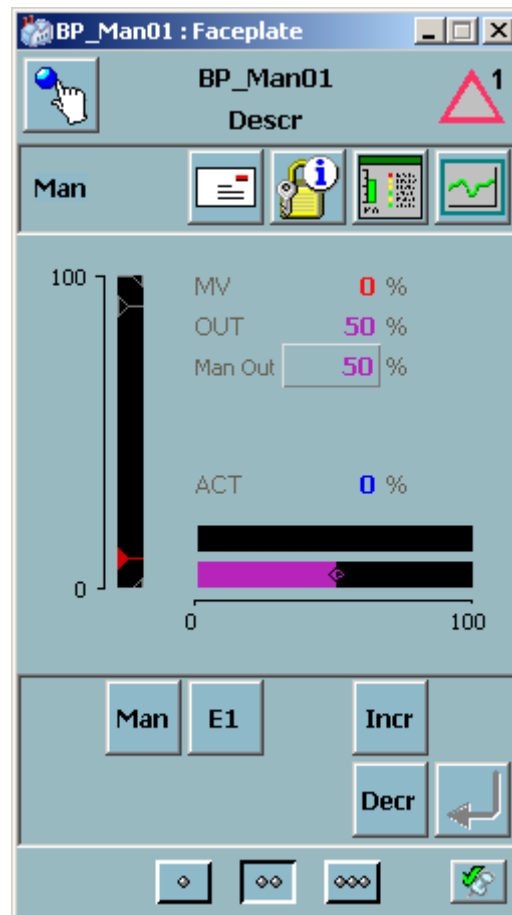 BP_Man01 : Faceplate
BP_Man01
1
Descr
Man
100
MV 0 %
OUT 50 %
Man Out 50 %
ACT 0 %
0
0 100
Man E1 Incr
Decr